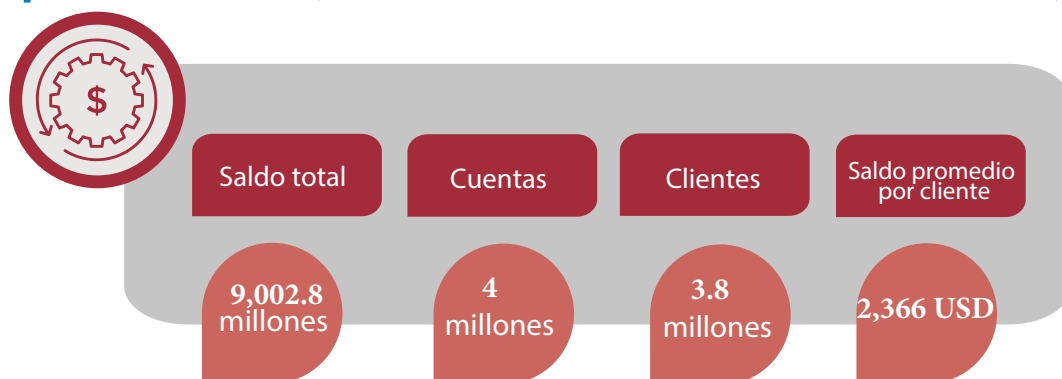 $
Saldo total
Cuentas
Clientes
Saldo promedio
por cliente
9,002.8
millones
4
millones
3.8
millones
2,366 USD